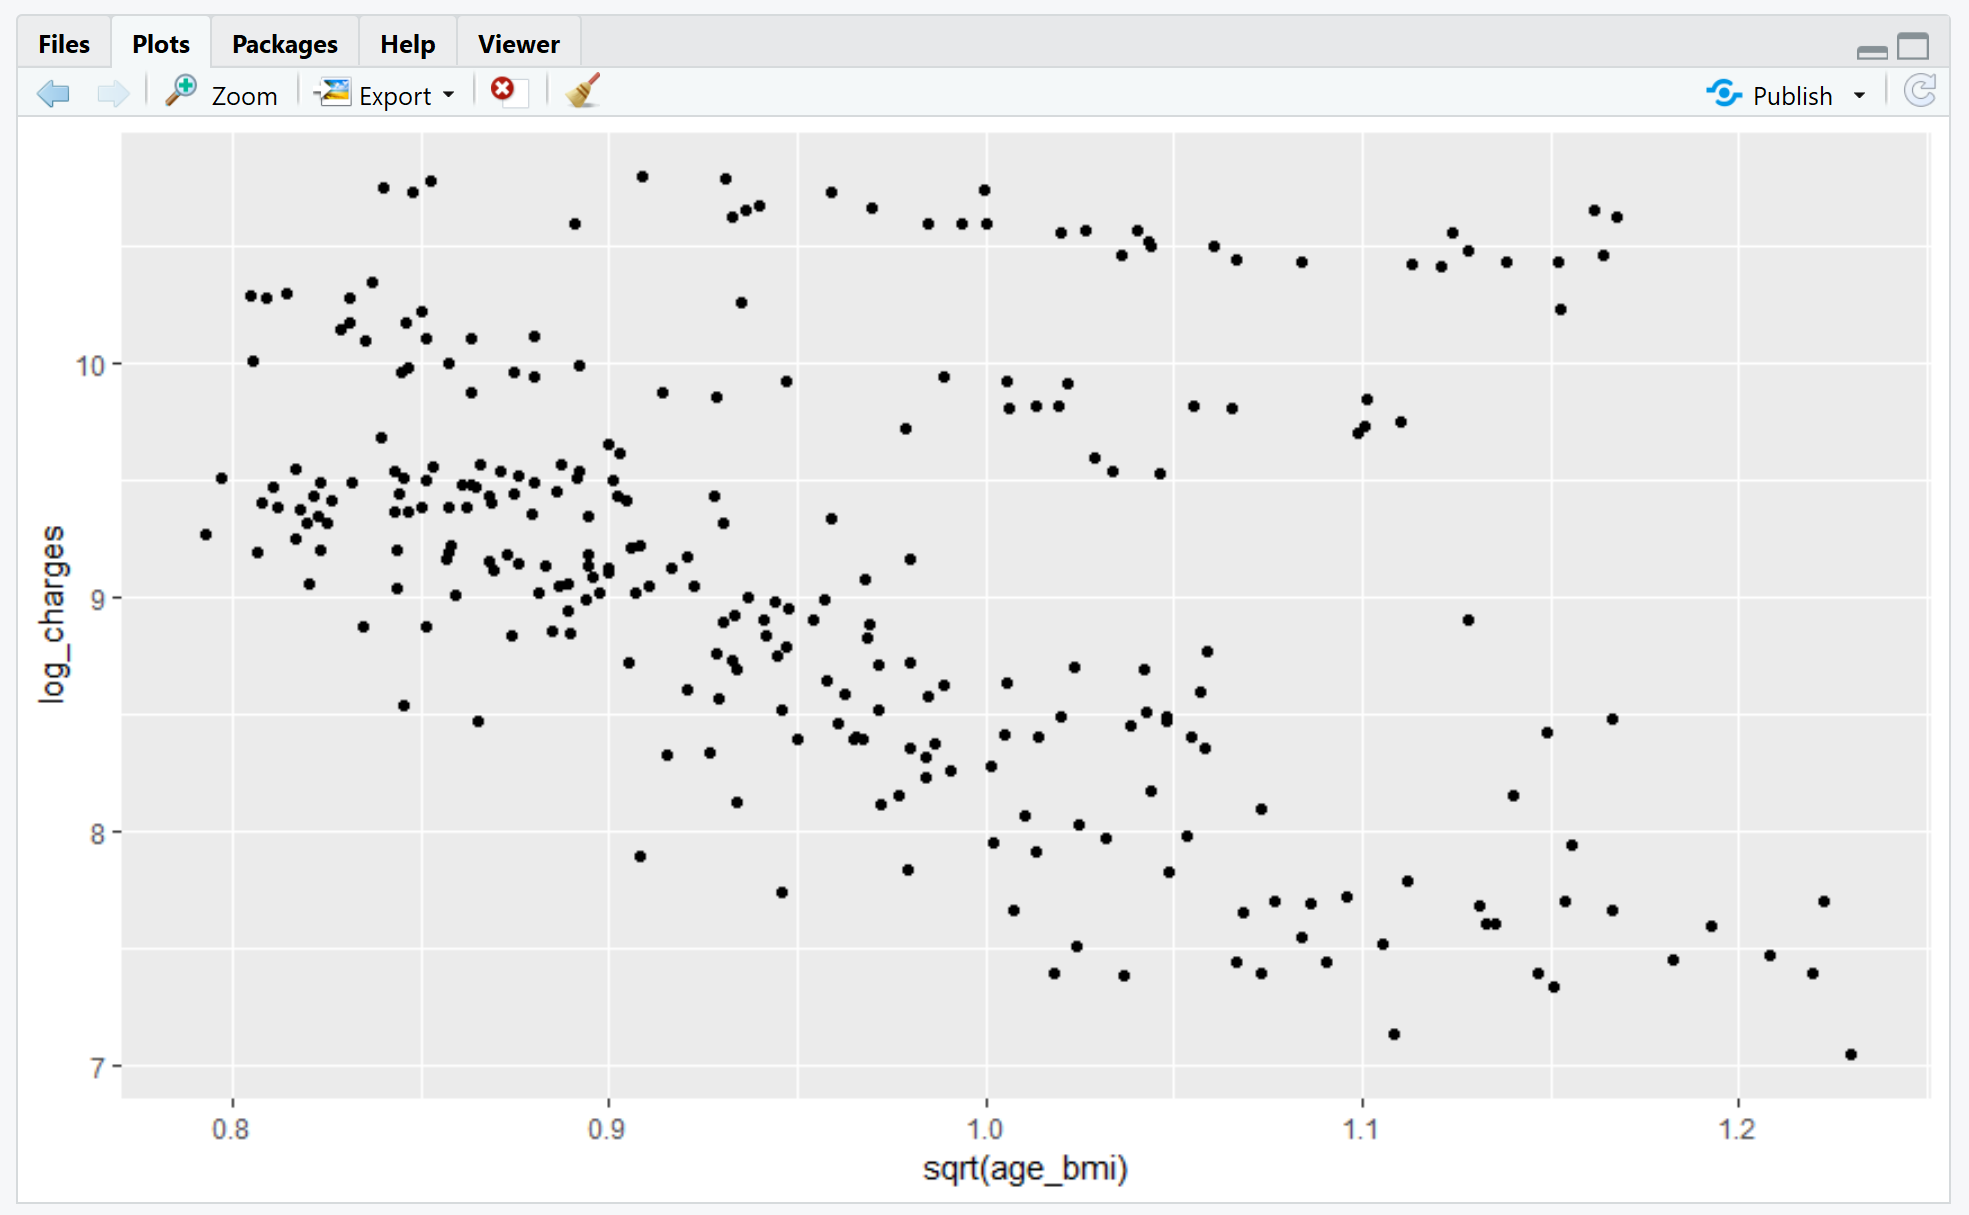 Files Plots Packages Help Viewer
Zoom Export Publish
log_charges
10
9
8
7
0.8 0.9 1.0 1.1 1.2
sqrt(age_bmi)